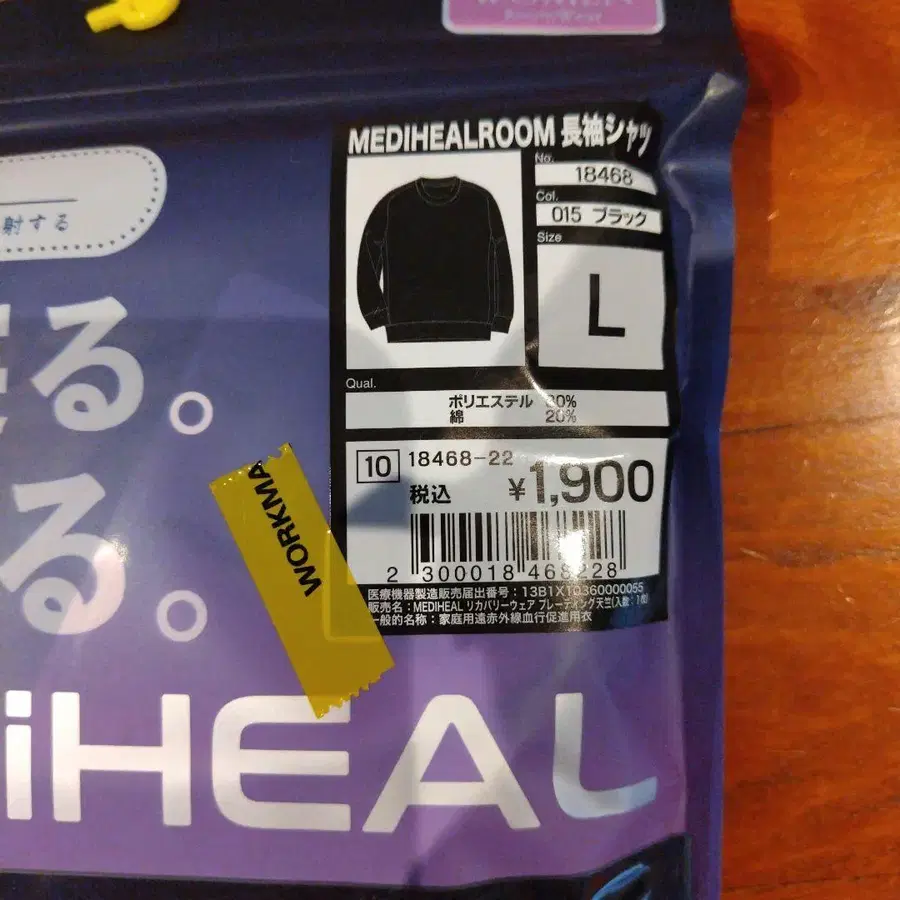 射する
る。
る。
MEDIHEALROOM 長袖シャツ
No.
18468
Col.
015 ブラック
Size
L
Qual.
ポリエステル 80%
綿 20%
10 18468-22
税込 ¥1,900
2 300018 468228
医療機器製造販売届出番号：13B1X10360000055
販売名：MEDIHEAL リカバリーウェア プレーティング天竺(入数：1枚)
一般的名称：家庭用遠赤外線血行促進用衣
WORKMA
iHEAL